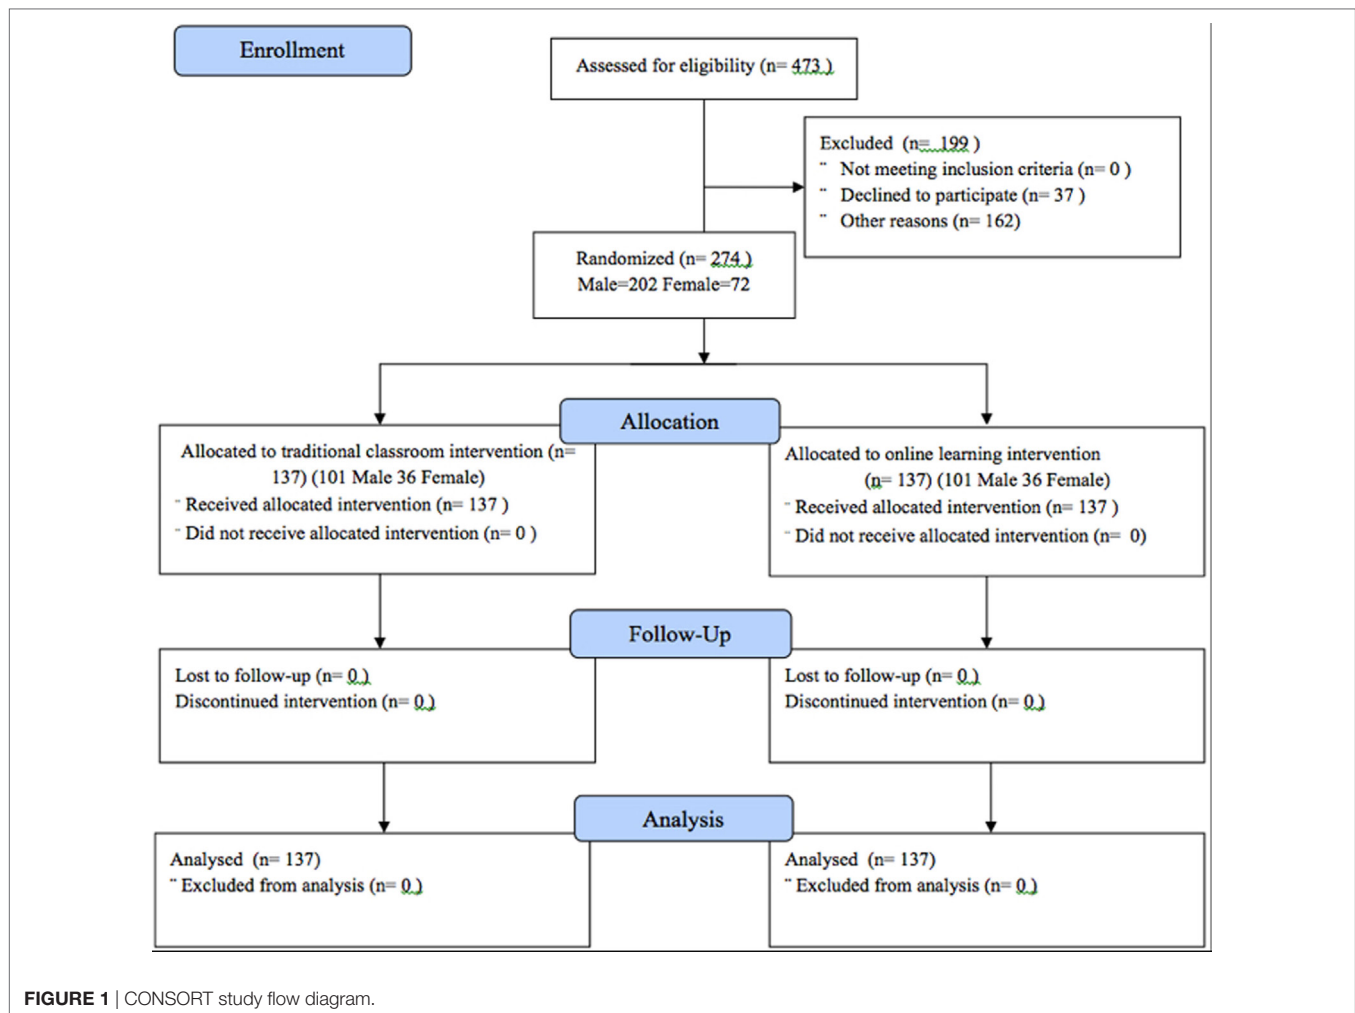 Enrollment
Assessed for eligibility (n= 473 )
Excluded (n= 199 )
¨ Not meeting inclusion criteria (n= 0 )
¨ Declined to participate (n= 37 )
¨ Other reasons (n= 162)
Randomized (n= 274 )
Male=202 Female=72
Allocation
Allocated to traditional classroom intervention (n=
137) (101 Male 36 Female)
¨ Received allocated intervention (n= 137 )
¨ Did not receive allocated intervention (n= 0 )
Allocated to online learning intervention
(n= 137) (101 Male 36 Female)
¨ Received allocated intervention (n= 137 )
¨ Did not receive allocated intervention (n= 0)
Follow-Up
Lost to follow-up (n= 0 )
Discontinued intervention (n= 0 )
Lost to follow-up (n= 0 )
Discontinued intervention (n= 0 )
Analysis
Analysed (n= 137)
¨ Excluded from analysis (n= 0 )
Analysed (n= 137)
¨ Excluded from analysis (n= 0 )
FIGURE 1 | CONSORT study flow diagram.